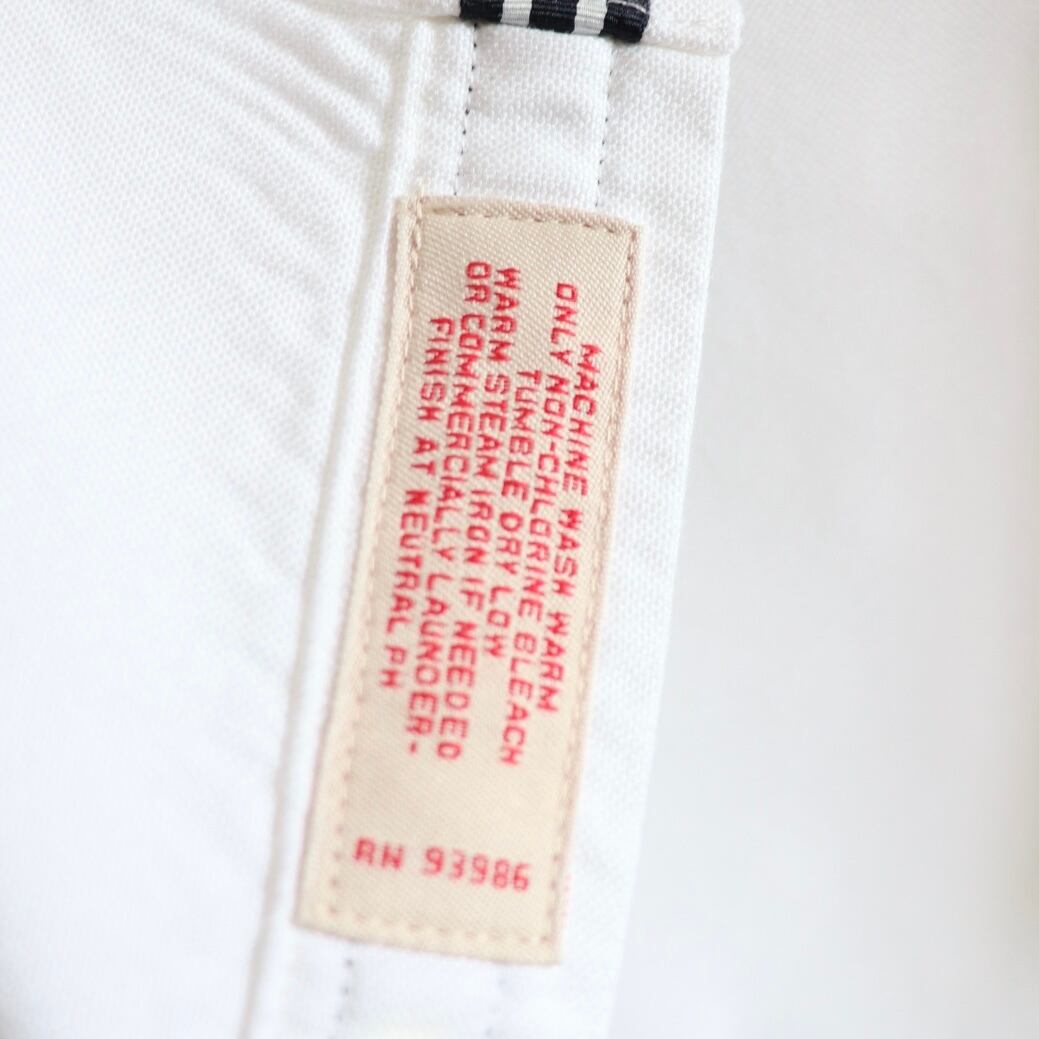 MACHINE WASH WARM
ONLY NON-CHLORINE BLEACH
TUMBLE DRY LOW
WARM STEAM IRON IF NEEDED
OR COMMERCIALLY LAUNDER-
FINISH AT NEUTRAL PH
RN 93986